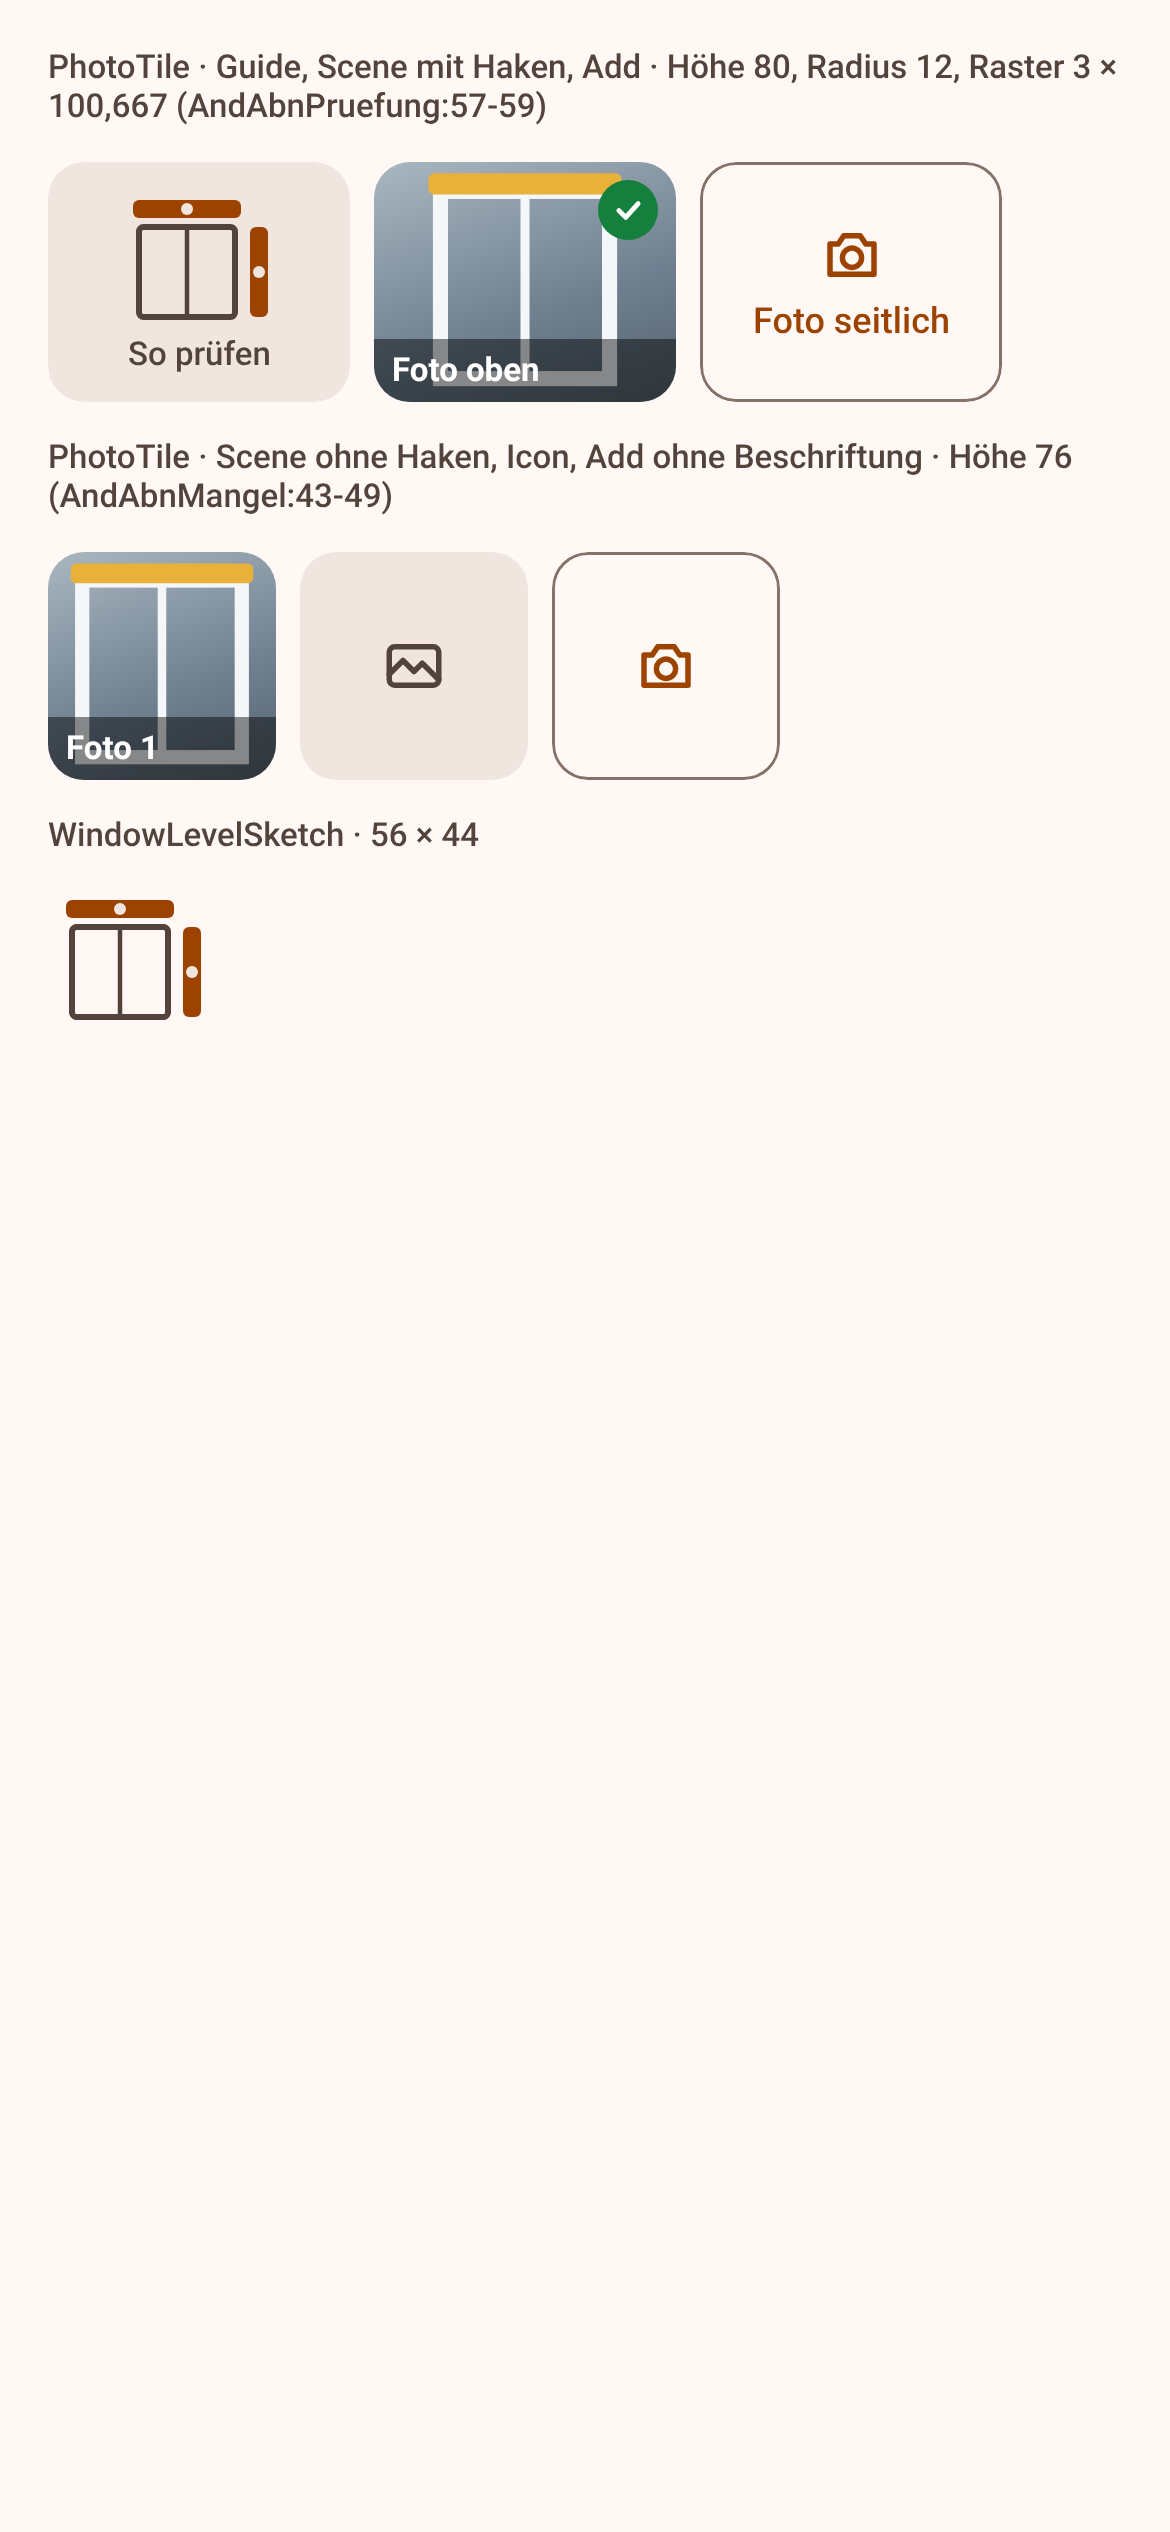 PhotoTile · Guide, Scene mit Haken, Add · Höhe 80, Radius 12, Raster 3 ×
100,667 (AndAbnPruefung:57-59)
So prüfen
Foto oben
Foto seitlich
PhotoTile · Scene ohne Haken, Icon, Add ohne Beschriftung · Höhe 76
(AndAbnMangel:43-49)
Foto 1
WindowLevelSketch · 56 × 44